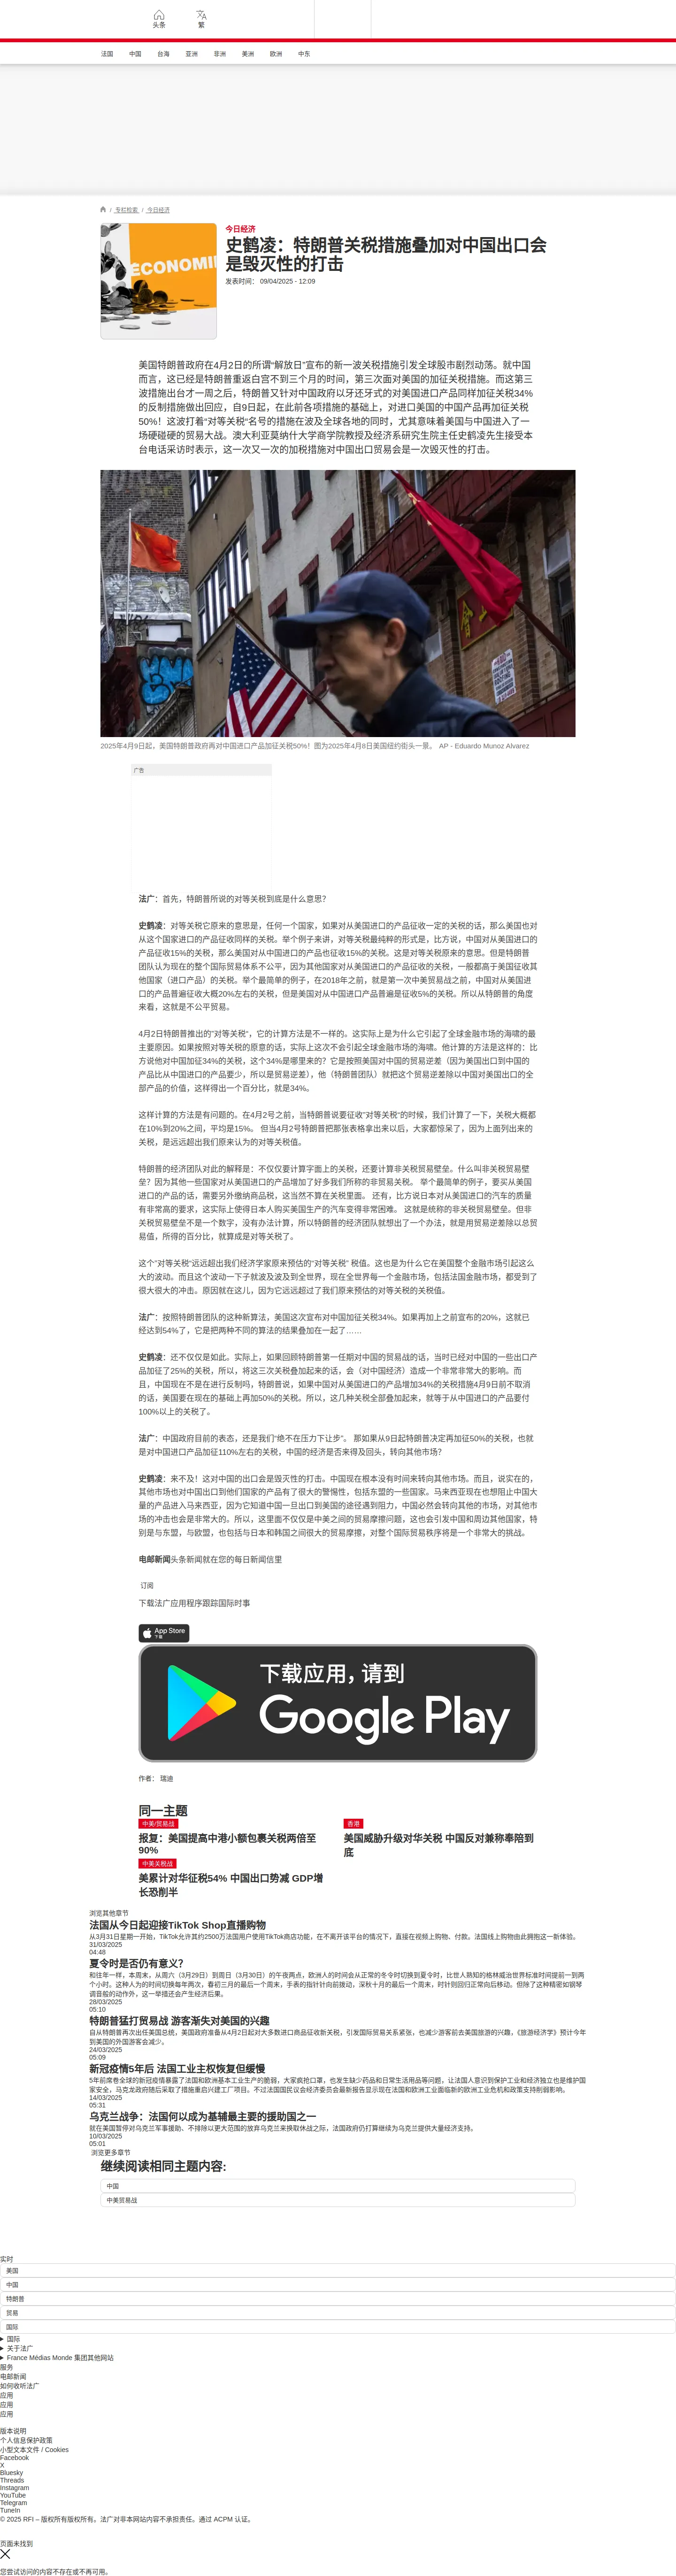 头条
繁
法国 中国 台海 亚洲 非洲 美洲 欧洲 中东
/ 专栏检索 / 今日经济
ECONOMIE
今日经济
史鹤凌：特朗普关税措施叠加对中国出口会
是毁灭性的打击
发表时间： 09/04/2025 - 12:09
美国特朗普政府在4月2日的所谓“解放日”宣布的新一波关税措施引发全球股市剧烈动荡。就中国
而言，这已经是特朗普重返白宫不到三个月的时间，第三次面对美国的加征关税措施。而这第三
波措施出台才一周之后，特朗普又针对中国政府以牙还牙式的对美国进口产品同样加征关税34%
的反制措施做出回应，自9日起，在此前各项措施的基础上，对进口美国的中国产品再加征关税
50%！这波打着“对等关税”名号的措施在波及全球各地的同时，尤其意味着美国与中国进入了一
场硬碰硬的贸易大战。澳大利亚莫纳什大学商学院教授及经济系研究生院主任史鹤凌先生接受本
台电话采访时表示，这一次又一次的加税措施对中国出口贸易会是一次毁灭性的打击。
2025年4月9日起，美国特朗普政府再对中国进口产品加征关税50%！图为2025年4月8日美国纽约街头一景。 AP - Eduardo Munoz Alvarez
广告
法广：首先，特朗普所说的对等关税到底是什么意思？
史鹤凌：对等关税它原来的意思是，任何一个国家，如果对从美国进口的产品征收一定的关税的话，那么美国也对
从这个国家进口的产品征收同样的关税。举个例子来讲，对等关税最纯粹的形式是，比方说，中国对从美国进口的
产品征收15%的关税，那么美国对从中国进口的产品也征收15%的关税。这是对等关税原来的意思。但是特朗普
团队认为现在的整个国际贸易体系不公平，因为其他国家对从美国进口的产品征收的关税，一般都高于美国征收其
他国家（进口产品）的关税。举个最简单的例子，在2018年之前，就是第一次中美贸易战之前，中国对从美国进
口的产品普遍征收大概20%左右的关税，但是美国对从中国进口产品普遍是征收5%的关税。所以从特朗普的角度
来看，这就是不公平贸易。
4月2日特朗普推出的“对等关税“，它的计算方法是不一样的。这实际上是为什么它引起了全球金融市场的海啸的最
主要原因。如果按照对等关税的原意的话，实际上这次不会引起全球金融市场的海啸。他计算的方法是这样的：比
方说他对中国加征34%的关税，这个34%是哪里来的？它是按照美国对中国的贸易逆差（因为美国出口到中国的
产品比从中国进口的产品要少，所以是贸易逆差），他（特朗普团队）就把这个贸易逆差除以中国对美国出口的全
部产品的价值，这样得出一个百分比，就是34%。
这样计算的方法是有问题的。在4月2号之前，当特朗普说要征收”对等关税“的时候，我们计算了一下，关税大概都
在10%到20%之间，平均是15%。 但当4月2号特朗普把那张表格拿出来以后，大家都惊呆了，因为上面列出来的
关税，是远远超出我们原来认为的对等关税值。
特朗普的经济团队对此的解释是：不仅仅要计算字面上的关税，还要计算非关税贸易壁垒。什么叫非关税贸易壁
垒？因为其他一些国家对从美国进口的产品增加了好多我们所称的非贸易关税。 举个最简单的例子，要买从美国
进口的产品的话，需要另外缴纳商品税，这当然不算在关税里面。 还有，比方说日本对从美国进口的汽车的质量
有非常高的要求，这实际上使得日本人购买美国生产的汽车变得非常困难。 这就是统称的非关税贸易壁垒。但非
关税贸易壁垒不是一个数字，没有办法计算，所以特朗普的经济团队就想出了一个办法，就是用贸易逆差除以总贸
易值，所得的百分比，就算成是对等关税了。
这个”对等关税“远远超出我们经济学家原来预估的“对等关税” 税值。这也是为什么它在美国整个金融市场引起这么
大的波动。而且这个波动一下子就波及波及到全世界，现在全世界每一个金融市场，包括法国金融市场，都受到了
很大很大的冲击。原因就在这儿，因为它远远超过了我们原来预估的对等关税的关税值。
法广：按照特朗普团队的这种新算法，美国这次宣布对中国加征关税34%。如果再加上之前宣布的20%，这就已
经达到54%了，它是把两种不同的算法的结果叠加在一起了……
史鹤凌：还不仅仅是如此。实际上，如果回顾特朗普第一任期对中国的贸易战的话，当时已经对中国的一些出口产
品加征了25%的关税，所以，将这三次关税叠加起来的话，会（对中国经济）造成一个非常非常大的影响。而
且，中国现在不是在进行反制吗，特朗普说，如果中国对从美国进口的产品增加34%的关税措施4月9日前不取消
的话，美国要在现在的基础上再加50%的关税。所以，这几种关税全部叠加起来，就等于从中国进口的产品要付
100%以上的关税了。
法广：中国政府目前的表态，还是我们“绝不在压力下让步”。 那如果从9日起特朗普决定再加征50%的关税，也就
是对中国进口产品加征110%左右的关税，中国的经济是否来得及回头，转向其他市场？
史鹤凌：来不及！这对中国的出口会是毁灭性的打击。中国现在根本没有时间来转向其他市场。而且，说实在的，
其他市场也对中国出口到他们国家的产品有了很大的警惕性，包括东盟的一些国家。马来西亚现在也想阻止中国大
量的产品进入马来西亚，因为它知道中国一旦出口到美国的途径遇到阻力，中国必然会转向其他的市场，对其他市
场的冲击也会是非常大的。所以，这里面不仅仅是中美之间的贸易摩擦问题，这也会引发中国和周边其他国家，特
别是与东盟，与欧盟，也包括与日本和韩国之间很大的贸易摩擦，对整个国际贸易秩序将是一个非常大的挑战。
电邮新闻头条新闻就在您的每日新闻信里
订阅
下载法广应用程序跟踪国际时事
App Store
下载
下载应用，请到
Google Play
作者： 瑞迪
同一主题
中美/贸易战
报复：美国提高中港小额包裹关税两倍至
90%
香港
美国威胁升级对华关税 中国反对兼称奉陪到
底
中美关税战
美累计对华征税54% 中国出口势减 GDP增
长恐削半
浏览其他章节
法国从今日起迎接TikTok Shop直播购物
从3月31日星期一开始，TikTok允许其约2500万法国用户使用TikTok商店功能，在不离开该平台的情况下，直接在视频上购物、付款。法国线上购物由此拥抱这一新体验。
31/03/2025
04:48
夏令时是否仍有意义？
和往年一样，本周末，从周六（3月29日）到周日（3月30日）的午夜两点，欧洲人的时间会从正常的冬令时切换到夏令时，比世人熟知的格林威治世界标准时间提前一到两
个小时。这种人为的时间切换每年两次，春初三月的最后一个周末，手表的指针针向前拨动，深秋十月的最后一个周末，时针则回归正常向后移动。但除了这种精密如钢琴
调音般的动作外，这一举措还会产生经济后果。
28/03/2025
05:10
特朗普猛打贸易战 游客渐失对美国的兴趣
自从特朗普再次出任美国总统，美国政府准备从4月2日起对大多数进口商品征收新关税，引发国际贸易关系紧张，也减少游客前去美国旅游的兴趣，《旅游经济学》预计今年
到美国的外国游客会减少。
24/03/2025
05:09
新冠疫情5年后 法国工业主权恢复但缓慢
5年前席卷全球的新冠疫情暴露了法国和欧洲基本工业生产的脆弱，大家疯抢口罩，也发生缺少药品和日常生活用品等问题，让法国人意识到保护工业和经济独立也是维护国
家安全，马克龙政府随后采取了措施重启兴建工厂项目。不过法国国民议会经济委员会最新报告显示现在法国和欧洲工业面临新的欧洲工业危机和政策支持削弱影响。
14/03/2025
05:31
乌克兰战争：法国何以成为基辅最主要的援助国之一
就在美国暂停对乌克兰军事援助、不排除以更大范围的放弃乌克兰来换取休战之际，法国政府仍打算继续为乌克兰提供大量经济支持。
10/03/2025
05:01
浏览更多章节
继续阅读相同主题内容:
中国
中美贸易战
实时
美国
中国
特朗普
贸易
国际
国际
关于法广
France Médias Monde 集团其他网站
服务
电邮新闻
如何收听法广
应用
应用
应用
版本说明
个人信息保护政策
小型文本文件 / Cookies
Facebook
X
Bluesky
Threads
Instagram
YouTube
Telegram
TuneIn
© 2025 RFI – 版权所有版权所有。法广对非本网站内容不承担责任。通过 ACPM 认证。
页面未找到
您尝试访问的内容不存在或不再可用。